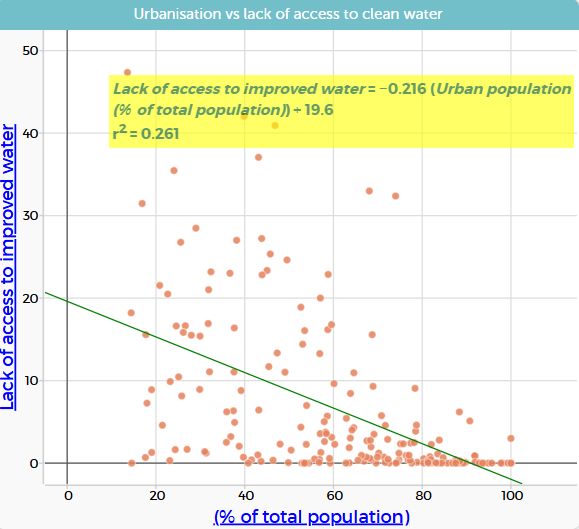 Urbanisation vs lack of access to clean water
Lack of access to improved water = −0.216 (Urban population
(% of total population)) + 19.6
r² = 0.261
50
40
30
20
10
0
Lack of access to improved water
0 20 40 60 80 100
(% of total population)